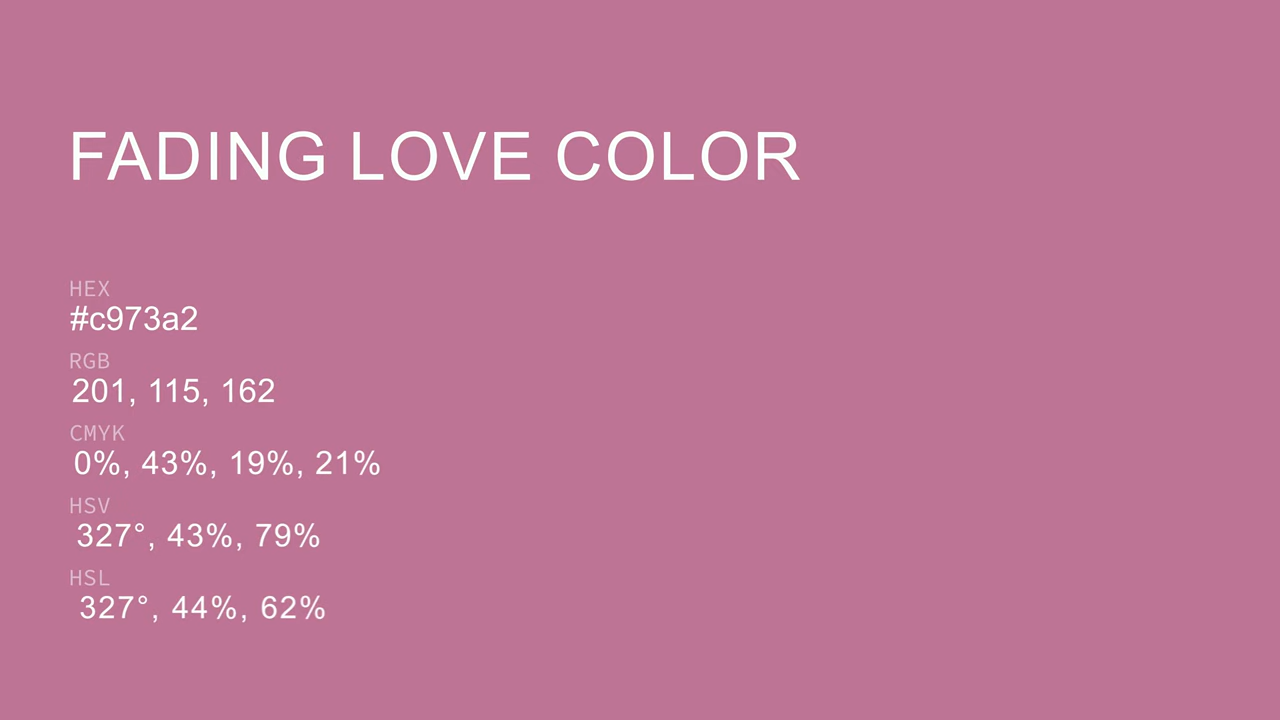 FADING LOVE COLOR
HEX
#c973a2
RGB
201, 115, 162
CMYK
0%, 43%, 19%, 21%
HSV
327°, 43%, 79%
HSL
327°, 44%, 62%